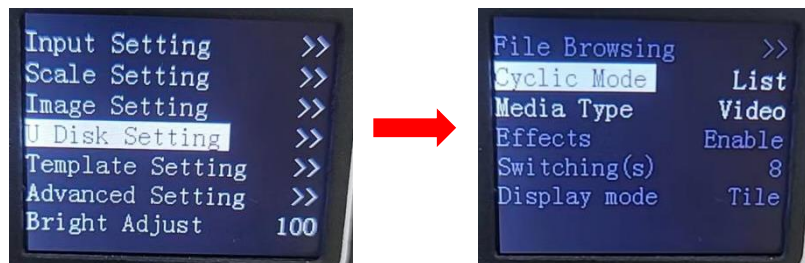 Input Setting >>
Scale Setting >>
Image Setting >>
U Disk Setting >>
Template Setting >>
Advanced Setting >>
Bright Adjust 100
File Browsing >>
Cyclic Mode List
Media Type Video
Effects Enable
Switching(s) 8
Display mode Tile